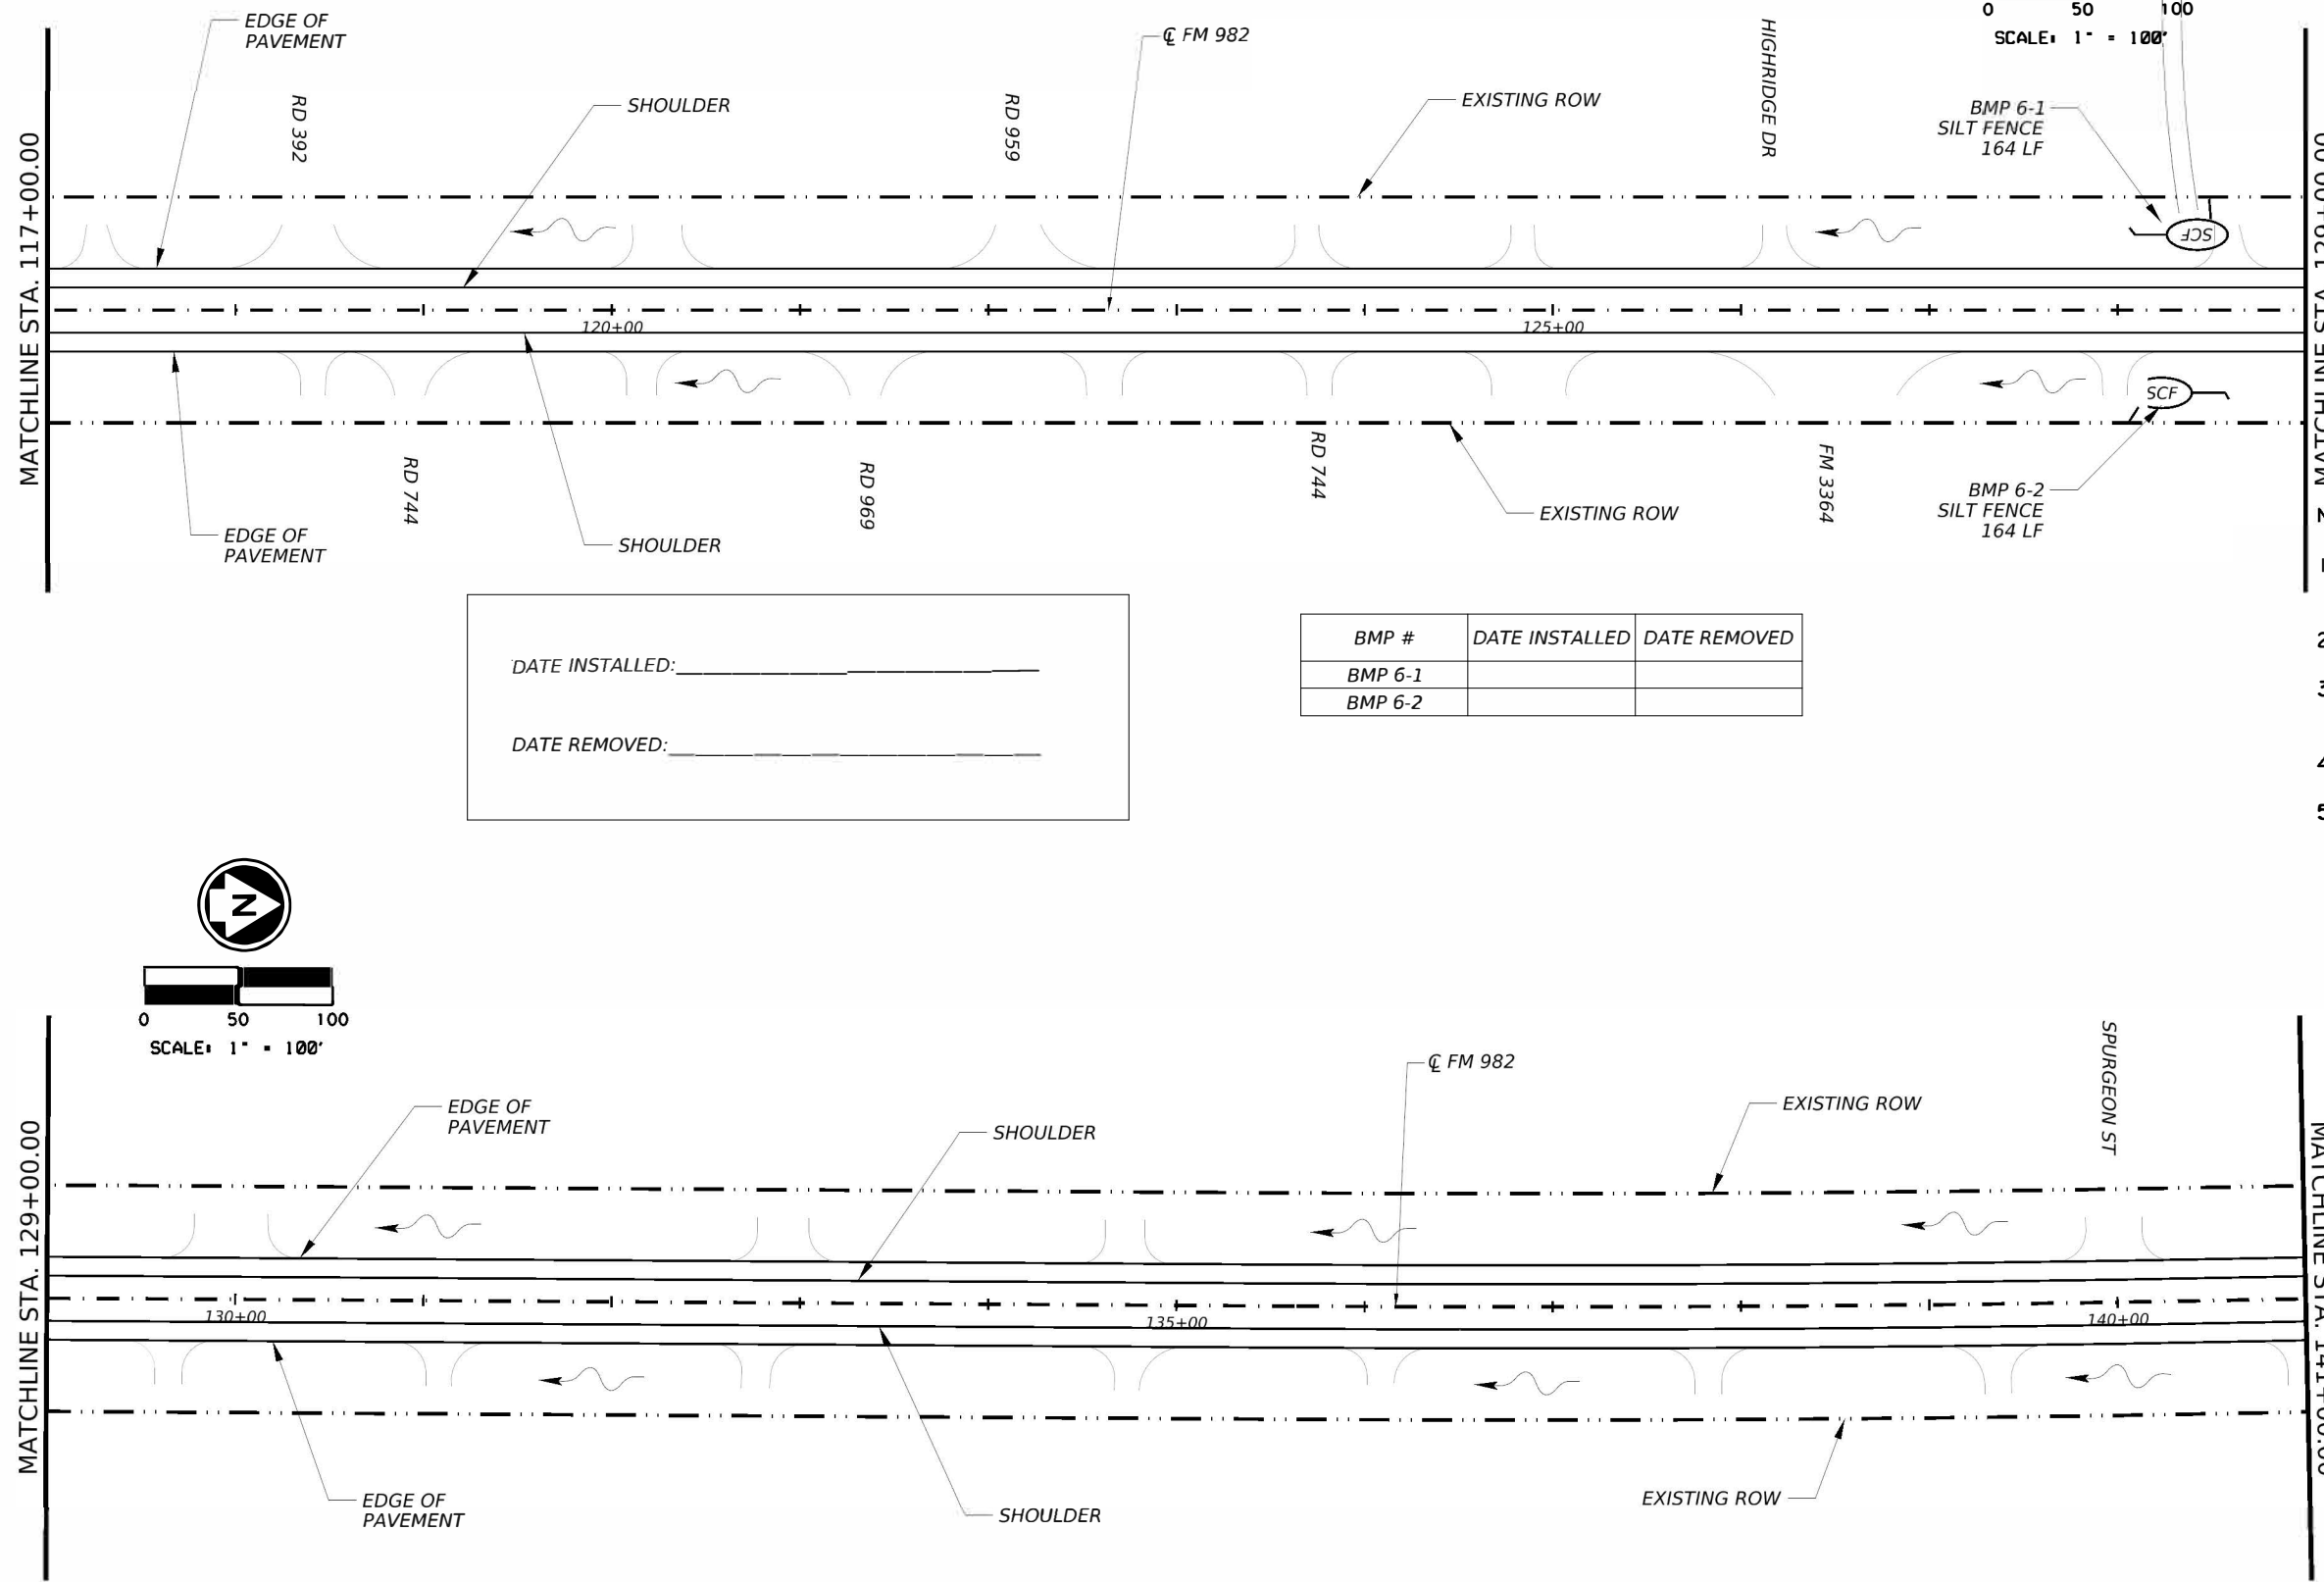 EDGE OF
PAVEMENT
RD 392
SHOULDER
RD 959
℄ FM 982
EXISTING ROW
HIGHRIDGE DR
0 50 100
SCALE: 1" = 100'
BMP 6-1
SILT FENCE
164 LF
SCF
MATCHLINE STA. 117+00.00
120+00
125+00
SCF
RD 744
RD 969
RD 744
FM 3364
EDGE OF
PAVEMENT
SHOULDER
EXISTING ROW
BMP 6-2
SILT FENCE
164 LF
DATE INSTALLED:
DATE REMOVED:
BMP # DATE INSTALLED DATE REMOVED
BMP 6-1
BMP 6-2
N
0 50 100
SCALE: 1" = 100'
MATCHLINE STA. 129+00.00
EDGE OF
PAVEMENT
SHOULDER
℄ FM 982
EXISTING ROW
SPURGEON ST
130+00
135+00
140+00
EDGE OF
PAVEMENT
SHOULDER
EXISTING ROW
MATCHLINE STA. 141+00.00